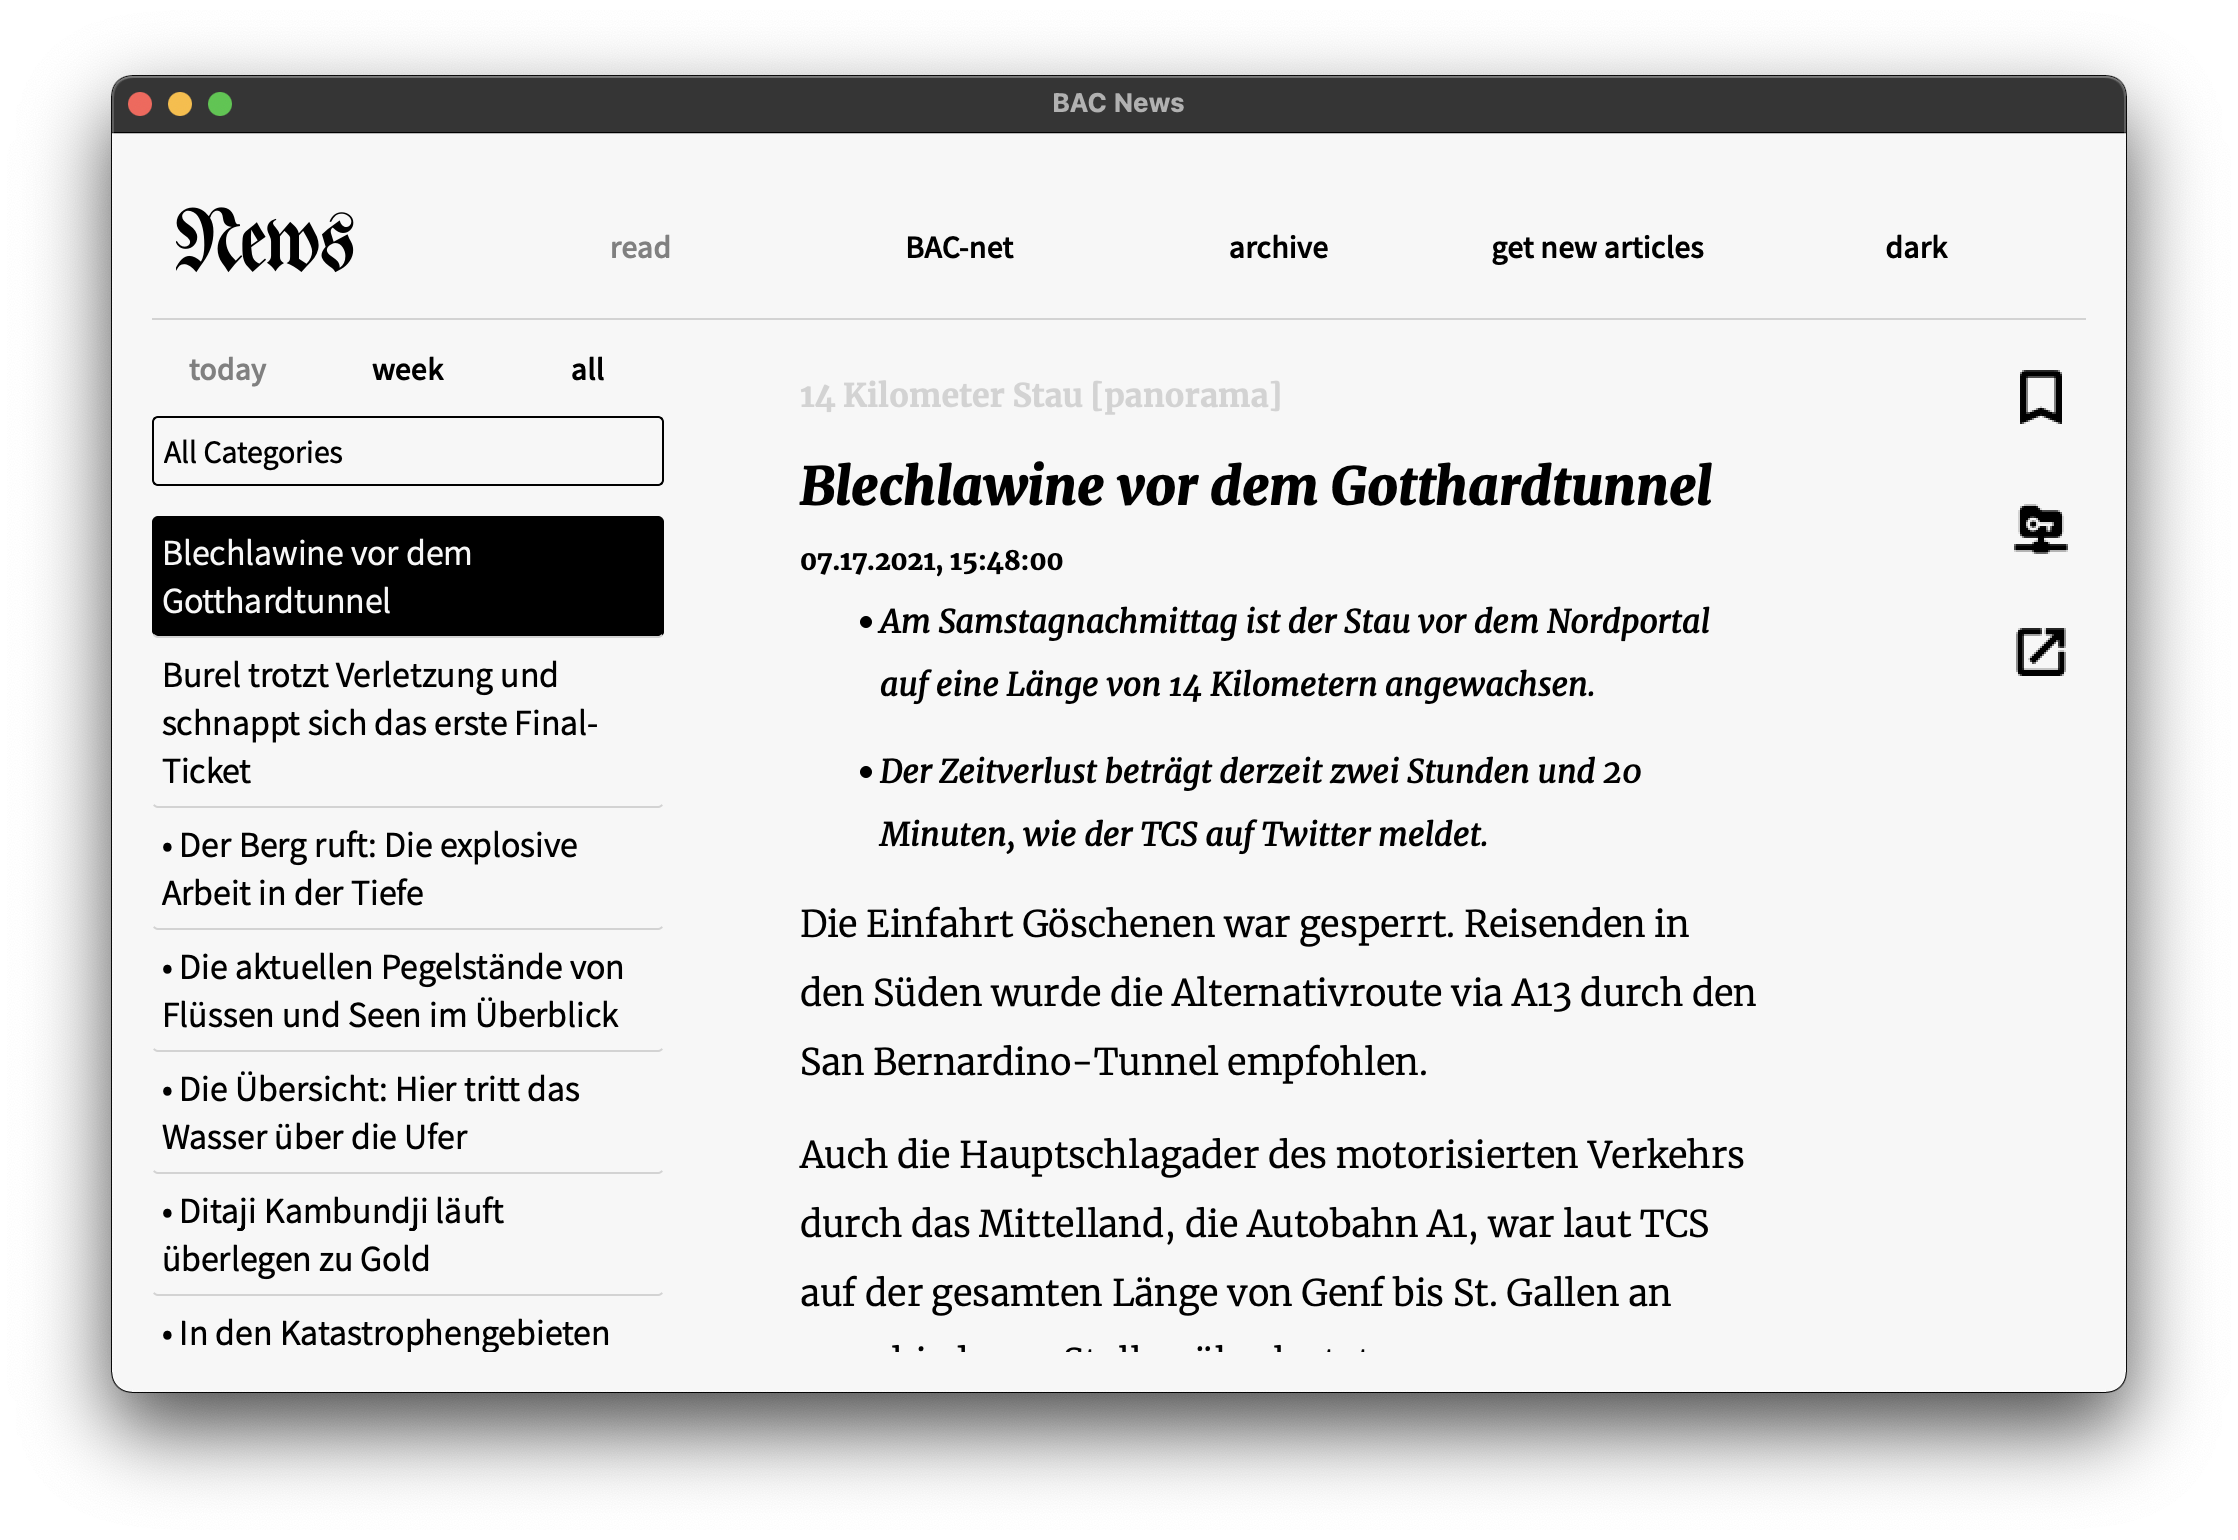 BAC News
News
read
BAC-net
archive
get new articles
dark
today
week
all
All Categories
Blechlawine vor dem
Gotthardtunnel
Burel trotzt Verletzung und
schnappt sich das erste Final-
Ticket
• Der Berg ruft: Die explosive
Arbeit in der Tiefe
• Die aktuellen Pegelstände von
Flüssen und Seen im Überblick
• Die Übersicht: Hier tritt das
Wasser über die Ufer
• Ditaji Kambundji läuft
überlegen zu Gold
• In den Katastrophengebieten
14 Kilometer Stau [panorama]
Blechlawine vor dem Gotthardtunnel
07.17.2021, 15:48:00
• Am Samstagnachmittag ist der Stau vor dem Nordportal
auf eine Länge von 14 Kilometern angewachsen.
• Der Zeitverlust beträgt derzeit zwei Stunden und 20
Minuten, wie der TCS auf Twitter meldet.
Die Einfahrt Göschenen war gesperrt. Reisenden in
den Süden wurde die Alternativroute via A13 durch den
San Bernardino-Tunnel empfohlen.
Auch die Hauptschlagader des motorisierten Verkehrs
durch das Mittelland, die Autobahn A1, war laut TCS
auf der gesamten Länge von Genf bis St. Gallen an